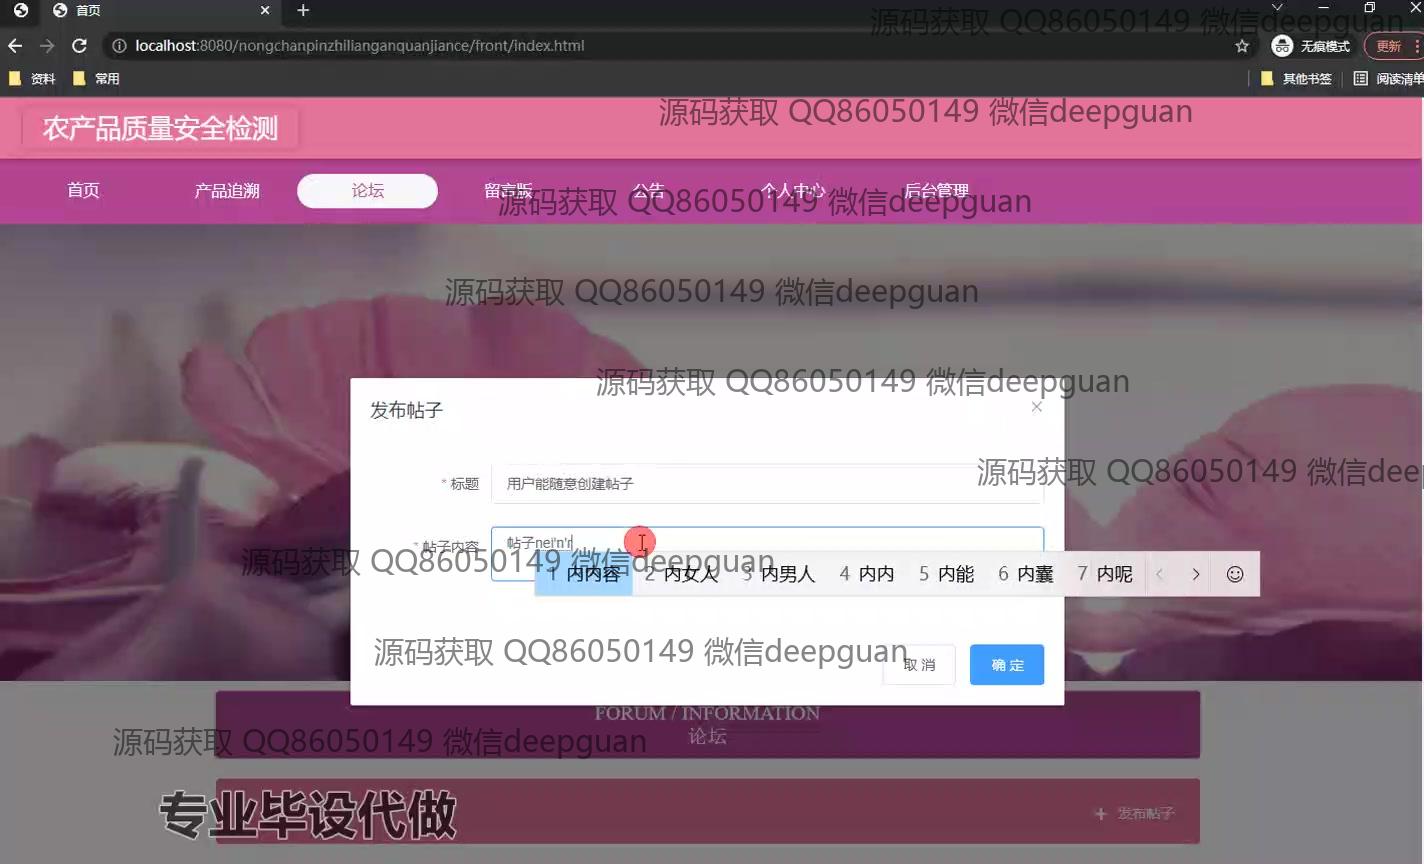 首页
localhost:8080/nongchanpinzhilianganquanjiance/front/index.html
无痕模式
更新
资料
常用
其他书签
阅读清单
源码获取 QQ86050149 微信deepguan
农产品质量安全检测
源码获取 QQ86050149 微信deepguan
首页
产品追溯
论坛
留言版
公告
个人中心
后台管理
源码获取 QQ86050149 微信deepguan
源码获取 QQ86050149 微信deepguan
源码获取 QQ86050149 微信deepguan
发布帖子
源码获取 QQ86050149 微信deep
* 标题
用户能随意创建帖子
* 帖子内容
帖子nei'n'r
源码获取 QQ86050149 微信deepguan
1 内内容 2 内女人 3 内男人 4 内内 5 内能 6 内囊 7 内呢
源码获取 QQ86050149 微信deepguan
取消
确定
FORUM / INFORMATION
论坛
源码获取 QQ86050149 微信deepguan
专业毕设代做
+ 发布帖子